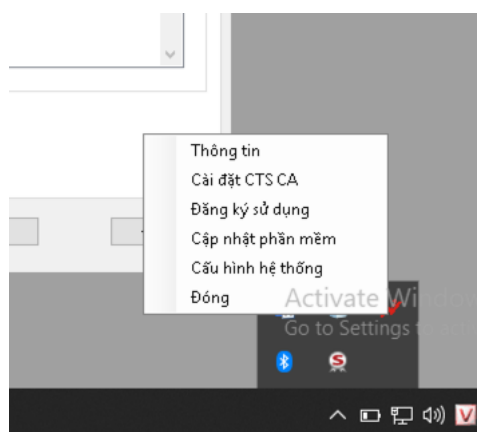 Thông tin
Cài đặt CTS CA
Đăng ký sử dụng
Cập nhật phần mềm
Cấu hình hệ thống
Đóng
Activate Window
Go to Settings
S
V